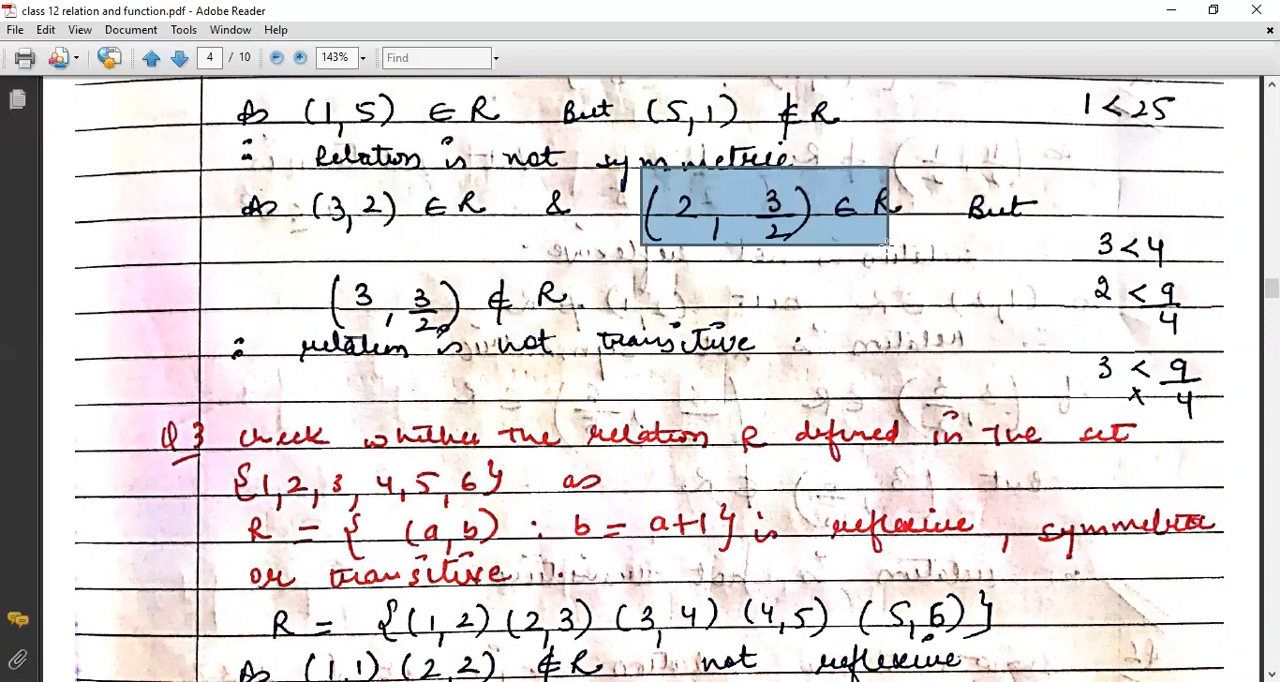 class 12 relation and function.pdf - Adobe Reader
File Edit View Document Tools Window Help
4 / 10 143% Find
As (1, 5) ∈ R But (5, 1) ∉ R 1 < 25
∴ Relation is not symmetric
As (3, 2) ∈ R & (2, 3/2) ∈ R But
3 < 4
(3, 3/2) ∉ R 2 < 9/4
∴ relation is not transitive.
3 < 9/4
×
Q 3 check whether the relation R defined in the set
{1, 2, 3, 4, 5, 6} as
R = { (a, b) : b = a+1 } is reflexive, symmetric
or transitive.
R = {(1, 2) (2, 3) (3, 4) (4, 5) (5, 6)}
As (1, 1) (2, 2) ∉ R not reflexive